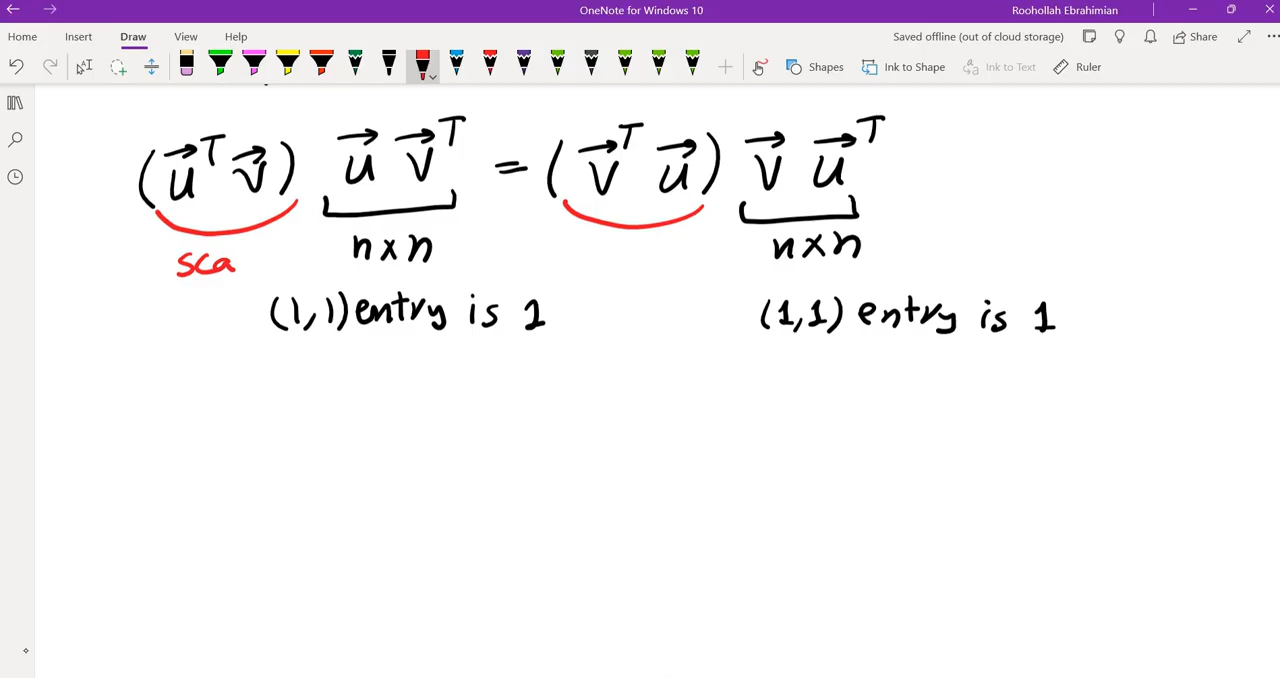 OneNote for Windows 10
Roohollah Ebrahimian
Home Insert Draw View Help
Saved offline (out of cloud storage)
Share
Shapes
Ink to Shape
Ink to Text
Ruler
(u⃗ᵀ v⃗) u⃗ v⃗ᵀ = (v⃗ᵀ u⃗) v⃗ u⃗ᵀ
n×n n×n
sca
(1,1) entry is 1 (1,1) entry is 1